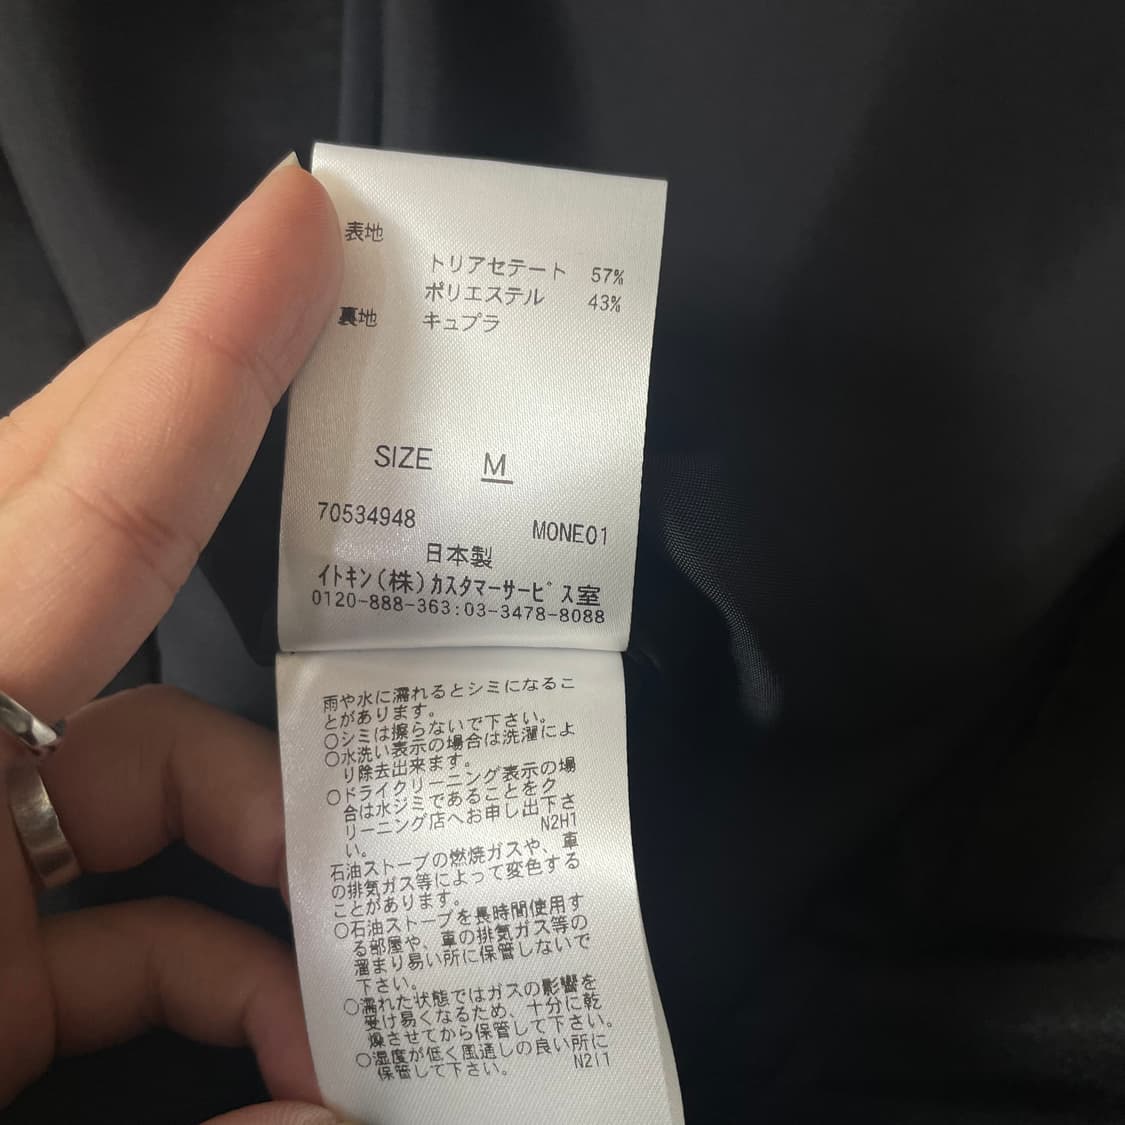 表地
トリアセテート 57%
ポリエステル 43%
裏地 キュプラ
SIZE M
70534948 MONE01
日本製
イトキン(株)カスタマーサービス室
0120-888-363:03-3478-8088
雨や水に濡れるとシミになるこ
とがあります。
○シミは擦らないで下さい。
○水洗い表示の場合は洗濯によ
り除去出来ます。
○ドライクリーニング表示の場
合は水ジミであることをク
リーニング店へお申し出下さ
い。 N2H1
石油ストーブの燃焼ガスや、車
の排気ガス等によって変色する
ことがあります。
○石油ストーブを長時間使用す
る部屋や、車の排気ガス等の
溜まり易い所に保管しないで
下さい。
○濡れた状態ではガスの影響を
受け易くなるため、十分に乾
燥させてから保管して下さい。
○湿度が低く風通しの良い所に
保管して下さい。 N2I1